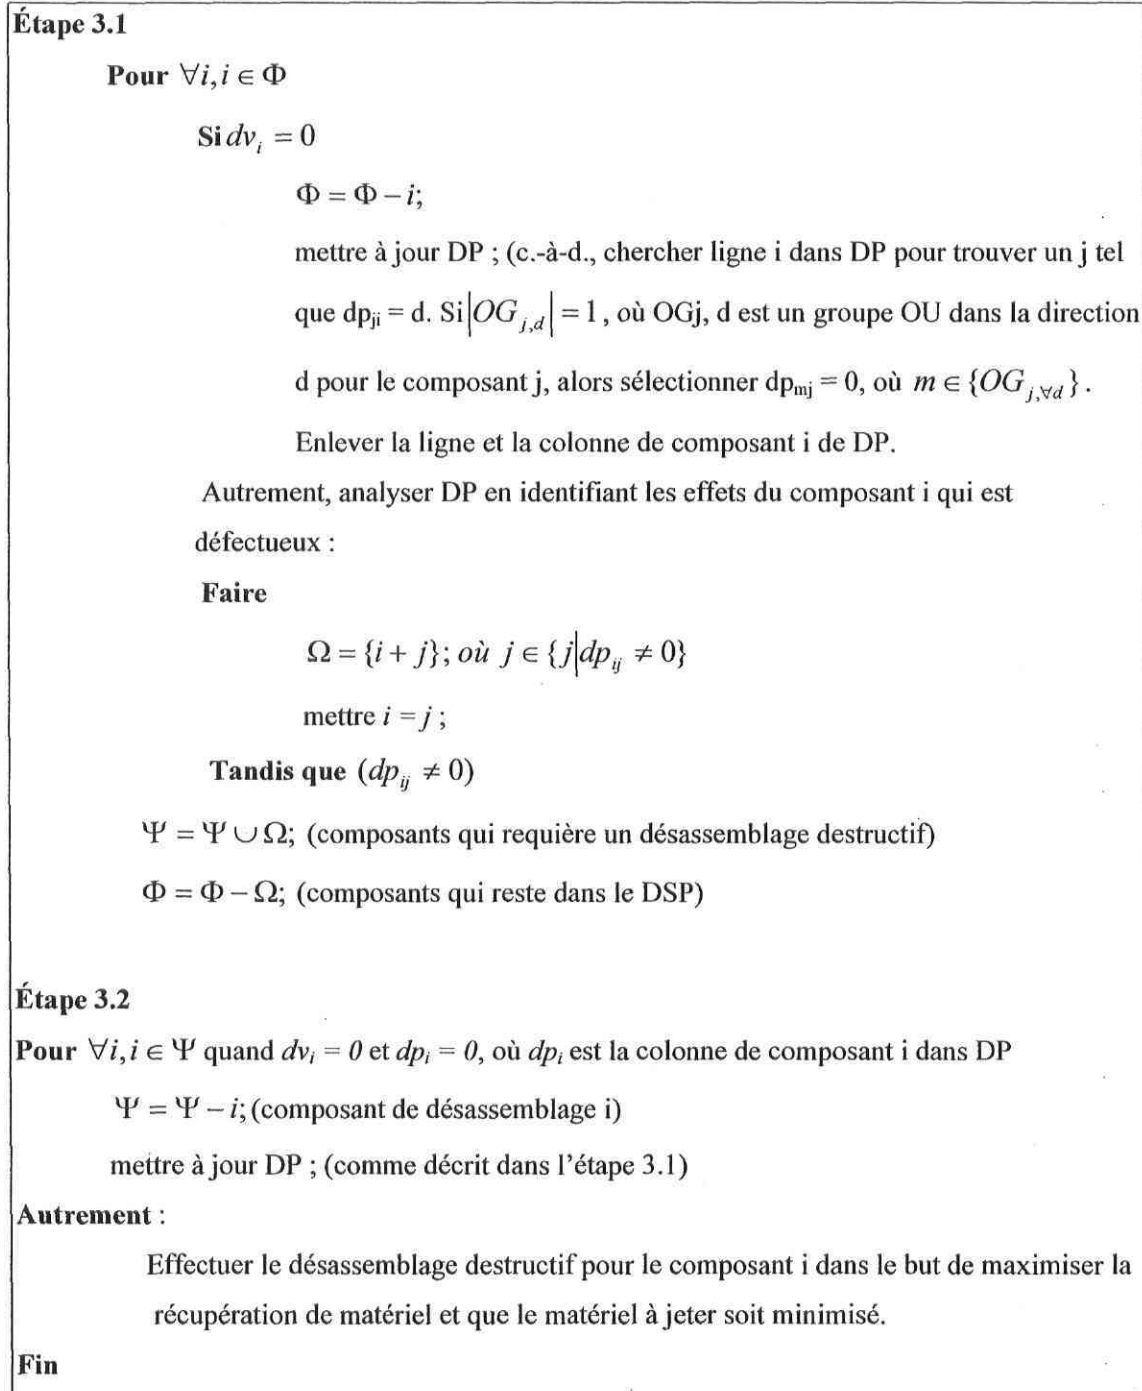 Étape 3.1
Pour ∀i, i ∈ Φ
Si dv_i = 0
Φ = Φ − i;
mettre à jour DP ; (c.-à-d., chercher ligne i dans DP pour trouver un j tel
que dp_ji = d. Si |OG_j,d| = 1, où OGj, d est un groupe OU dans la direction
d pour le composant j, alors sélectionner dp_mj = 0, où m ∈ {OG_j,∀d}.
Enlever la ligne et la colonne de composant i de DP.
Autrement, analyser DP en identifiant les effets du composant i qui est
défectueux :
Faire
Ω = {i + j}; où j ∈ {j|dp_ij ≠ 0}
mettre i = j ;
Tandis que (dp_ij ≠ 0)
Ψ = Ψ ∪ Ω; (composants qui requière un désassemblage destructif)
Φ = Φ − Ω; (composants qui reste dans le DSP)
Étape 3.2
Pour ∀i, i ∈ Ψ quand dv_i = 0 et dp_i = 0, où dp_i est la colonne de composant i dans DP
Ψ = Ψ − i; (composant de désassemblage i)
mettre à jour DP ; (comme décrit dans l'étape 3.1)
Autrement :
Effectuer le désassemblage destructif pour le composant i dans le but de maximiser la
récupération de matériel et que le matériel à jeter soit minimisé.
Fin